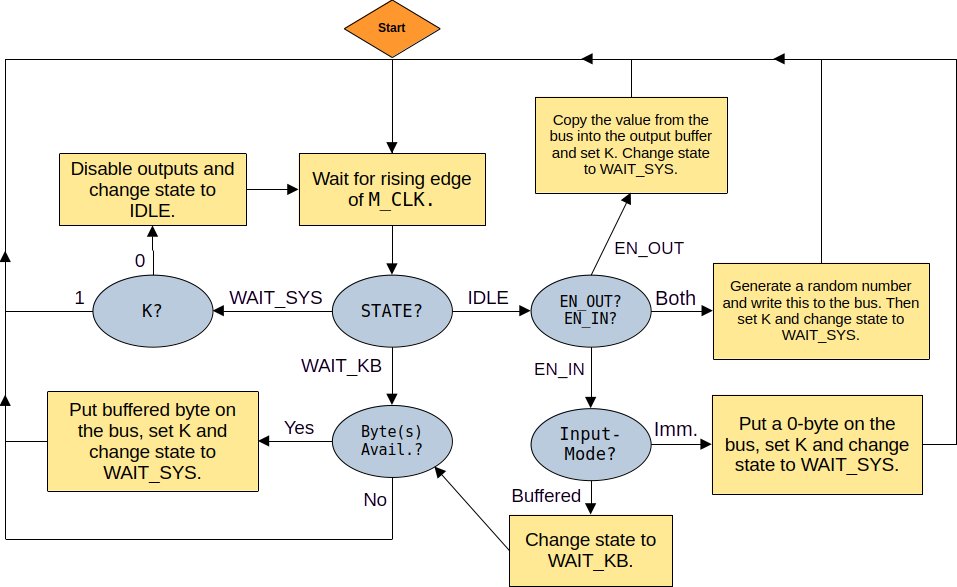 Start
Copy the value from the
bus into the output buffer
and set K. Change state
to WAIT_SYS.
Disable outputs and
change state to
IDLE.
Wait for rising edge
of M_CLK.
EN_OUT
0
Generate a random number
and write this to the bus. Then
set K and change state to
WAIT_SYS.
1
K?
WAIT_SYS
STATE?
IDLE
EN_OUT?
EN_IN?
Both
WAIT_KB
EN_IN
Put buffered byte on
the bus, set K and
change state to
WAIT_SYS.
Yes
Byte(s)
Avail.?
Input-
Mode?
Imm.
Put a 0-byte on the
bus, set K and change
state to WAIT_SYS.
No
Buffered
Change state to
WAIT_KB.